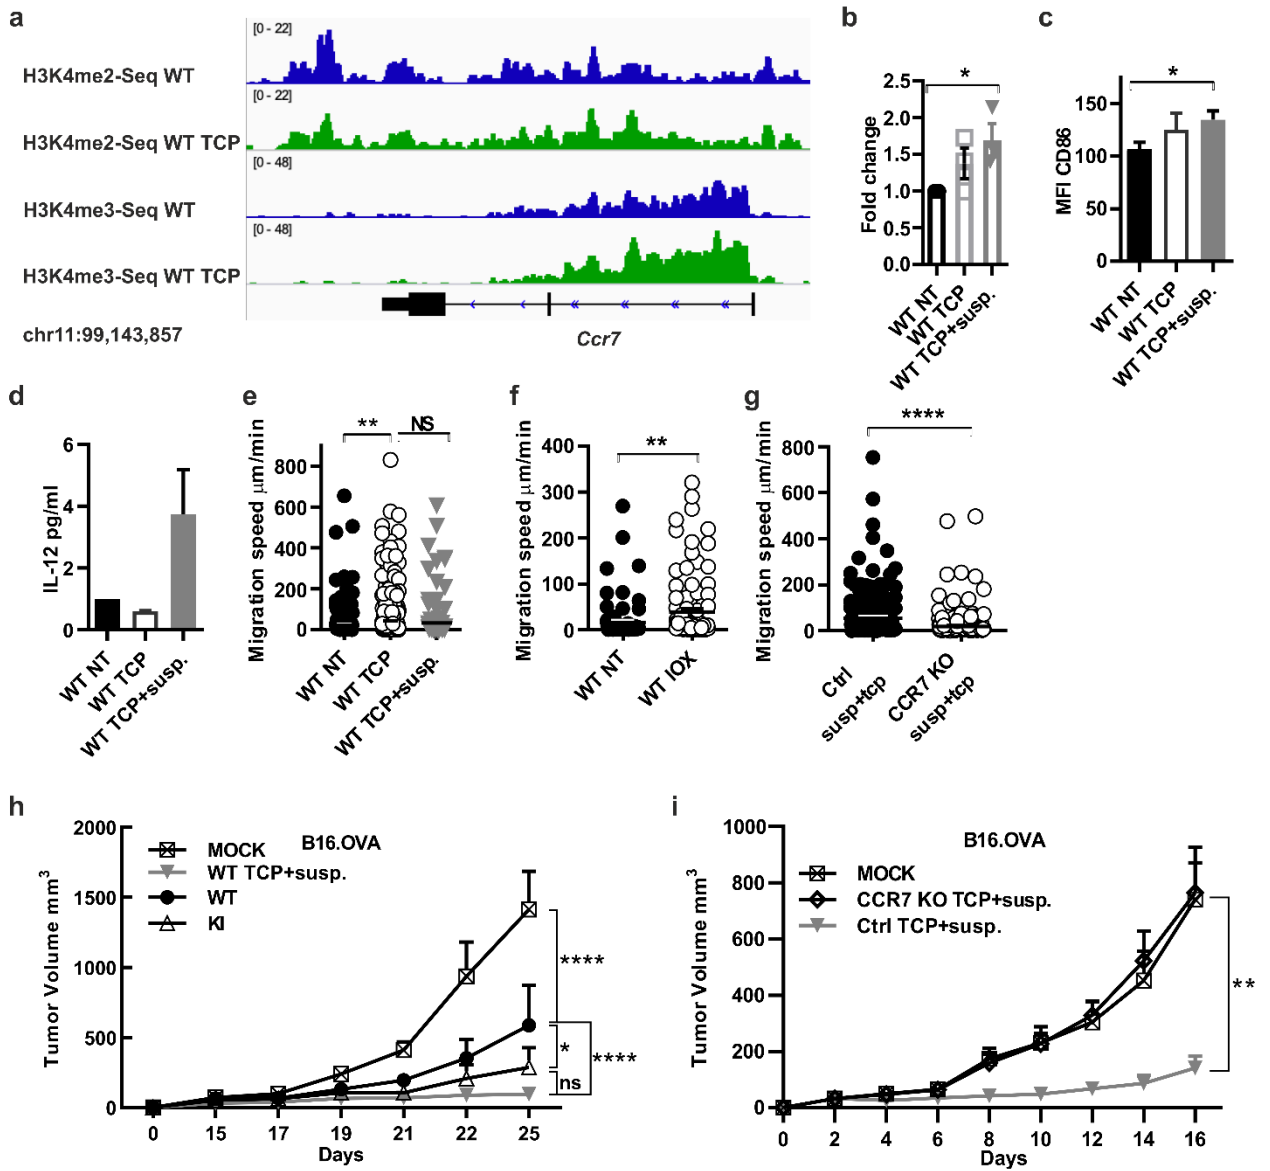 a
[0 - 22]
H3K4me2-Seq WT
[0 - 22]
H3K4me2-Seq WT TCP
[0 - 48]
H3K4me3-Seq WT
[0 - 48]
H3K4me3-Seq WT TCP
chr11:99,143,857
Ccr7
b
*
Fold change
2.5
2.0
1.5
1.0
0.5
0.0
WT NT
WT TCP
WT TCP+susp.
c
*
MFI CD86
150
100
50
0
WT NT
WT TCP
WT TCP+susp.
d
IL-12 pg/ml
6
4
2
0
WT NT
WT TCP
WT TCP+susp.
e
** NS
Migration speed μm/min
800
600
400
200
0
WT NT
WT TCP
WT TCP+susp.
f
**
Migration speed μm/min
400
300
200
100
0
WT NT
WT IOX
g
****
Migration speed μm/min
800
600
400
200
0
Ctrl
susp+tcp
CCR7 KO
susp+tcp
h
B16.OVA
MOCK
WT TCP+susp.
WT
KI
Tumor Volume mm³
2000
1500
1000
500
0
****
*
****
ns
0 15 17 19 21 22 25
Days
i
B16.OVA
MOCK
CCR7 KO TCP+susp.
Ctrl TCP+susp.
Tumor Volume mm³
1000
800
600
400
200
0
**
0 2 4 6 8 10 12 14 16
Days